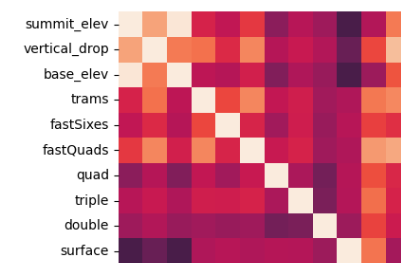 summit_elev
vertical_drop
base_elev
trams
fastSixes
fastQuads
quad
triple
double
surface